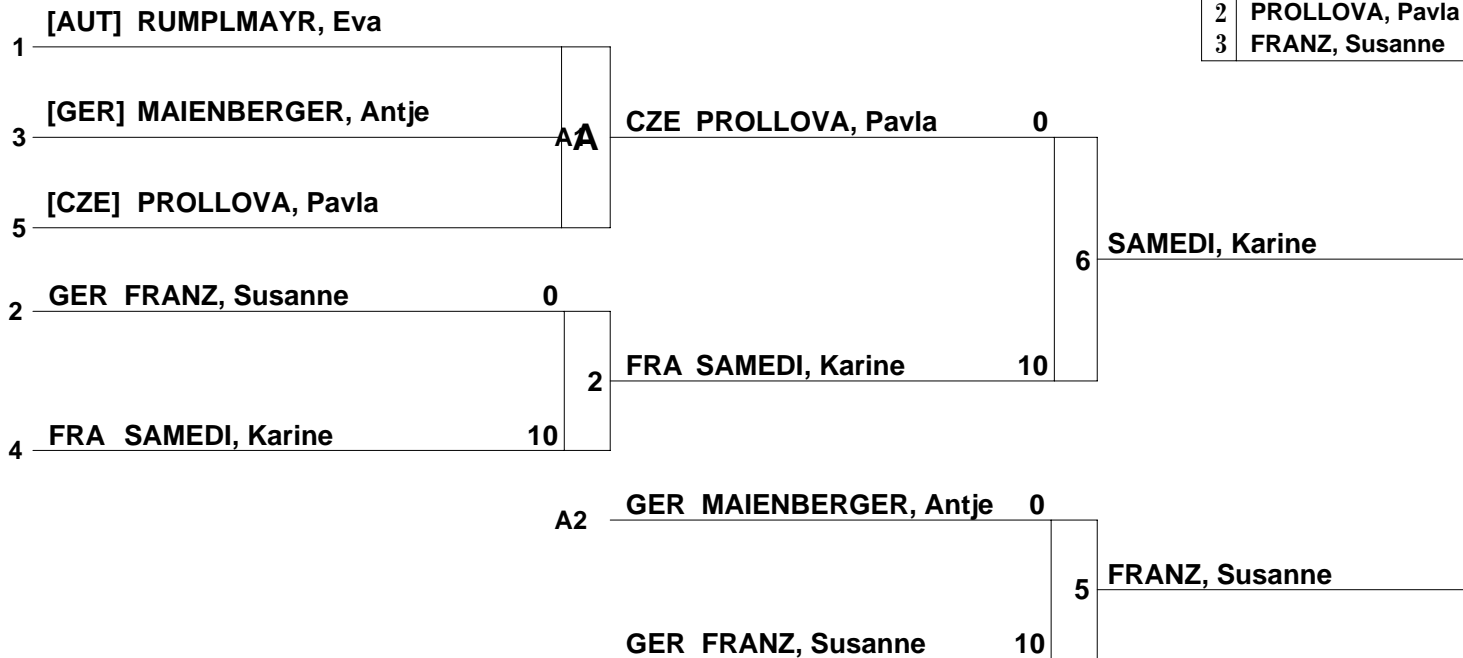 [AUT] RUMPLMAYR, Eva
1
[GER] MAIENBERGER, Antje
3
[CZE] PROLLOVA, Pavla
5
A1
A
GER FRANZ, Susanne 0
2
FRA SAMEDI, Karine 10
4
2
CZE PROLLOVA, Pavla 0
FRA SAMEDI, Karine 10
6
SAMEDI, Karine
A2
GER MAIENBERGER, Antje 0
GER FRANZ, Susanne 10
5
FRANZ, Susanne
2 PROLLOVA, Pavla
3 FRANZ, Susanne